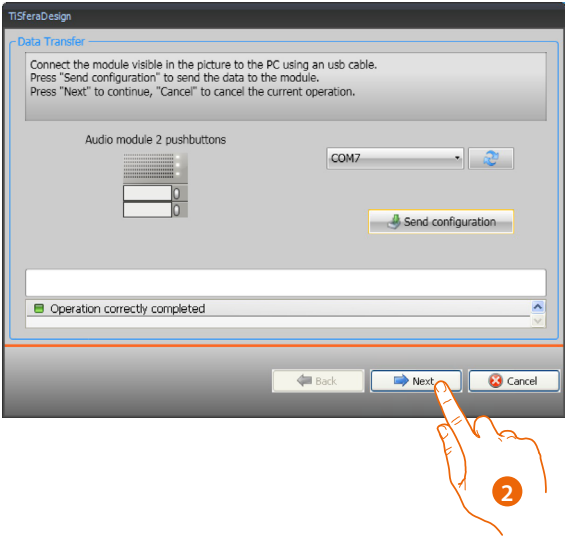 TiSferaDesign
Data Transfer
Connect the module visible in the picture to the PC using an usb cable.
Press "Send configuration" to send the data to the module.
Press "Next" to continue, "Cancel" to cancel the current operation.
Audio module 2 pushbuttons
COM7
Send configuration
Operation correctly completed
Back
Next
Cancel
2